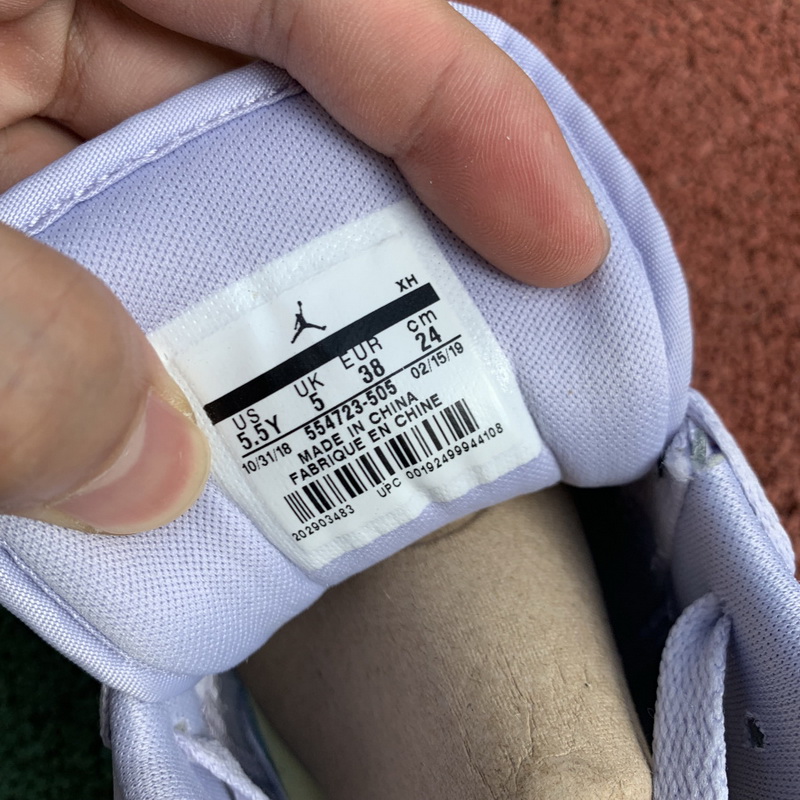 XH
US UK EUR cm
5.5Y 5 38 24
10/31/18 554723-505 02/15/19
MADE IN CHINA
FABRIQUE EN CHINE
202903483 UPC 00192499944108